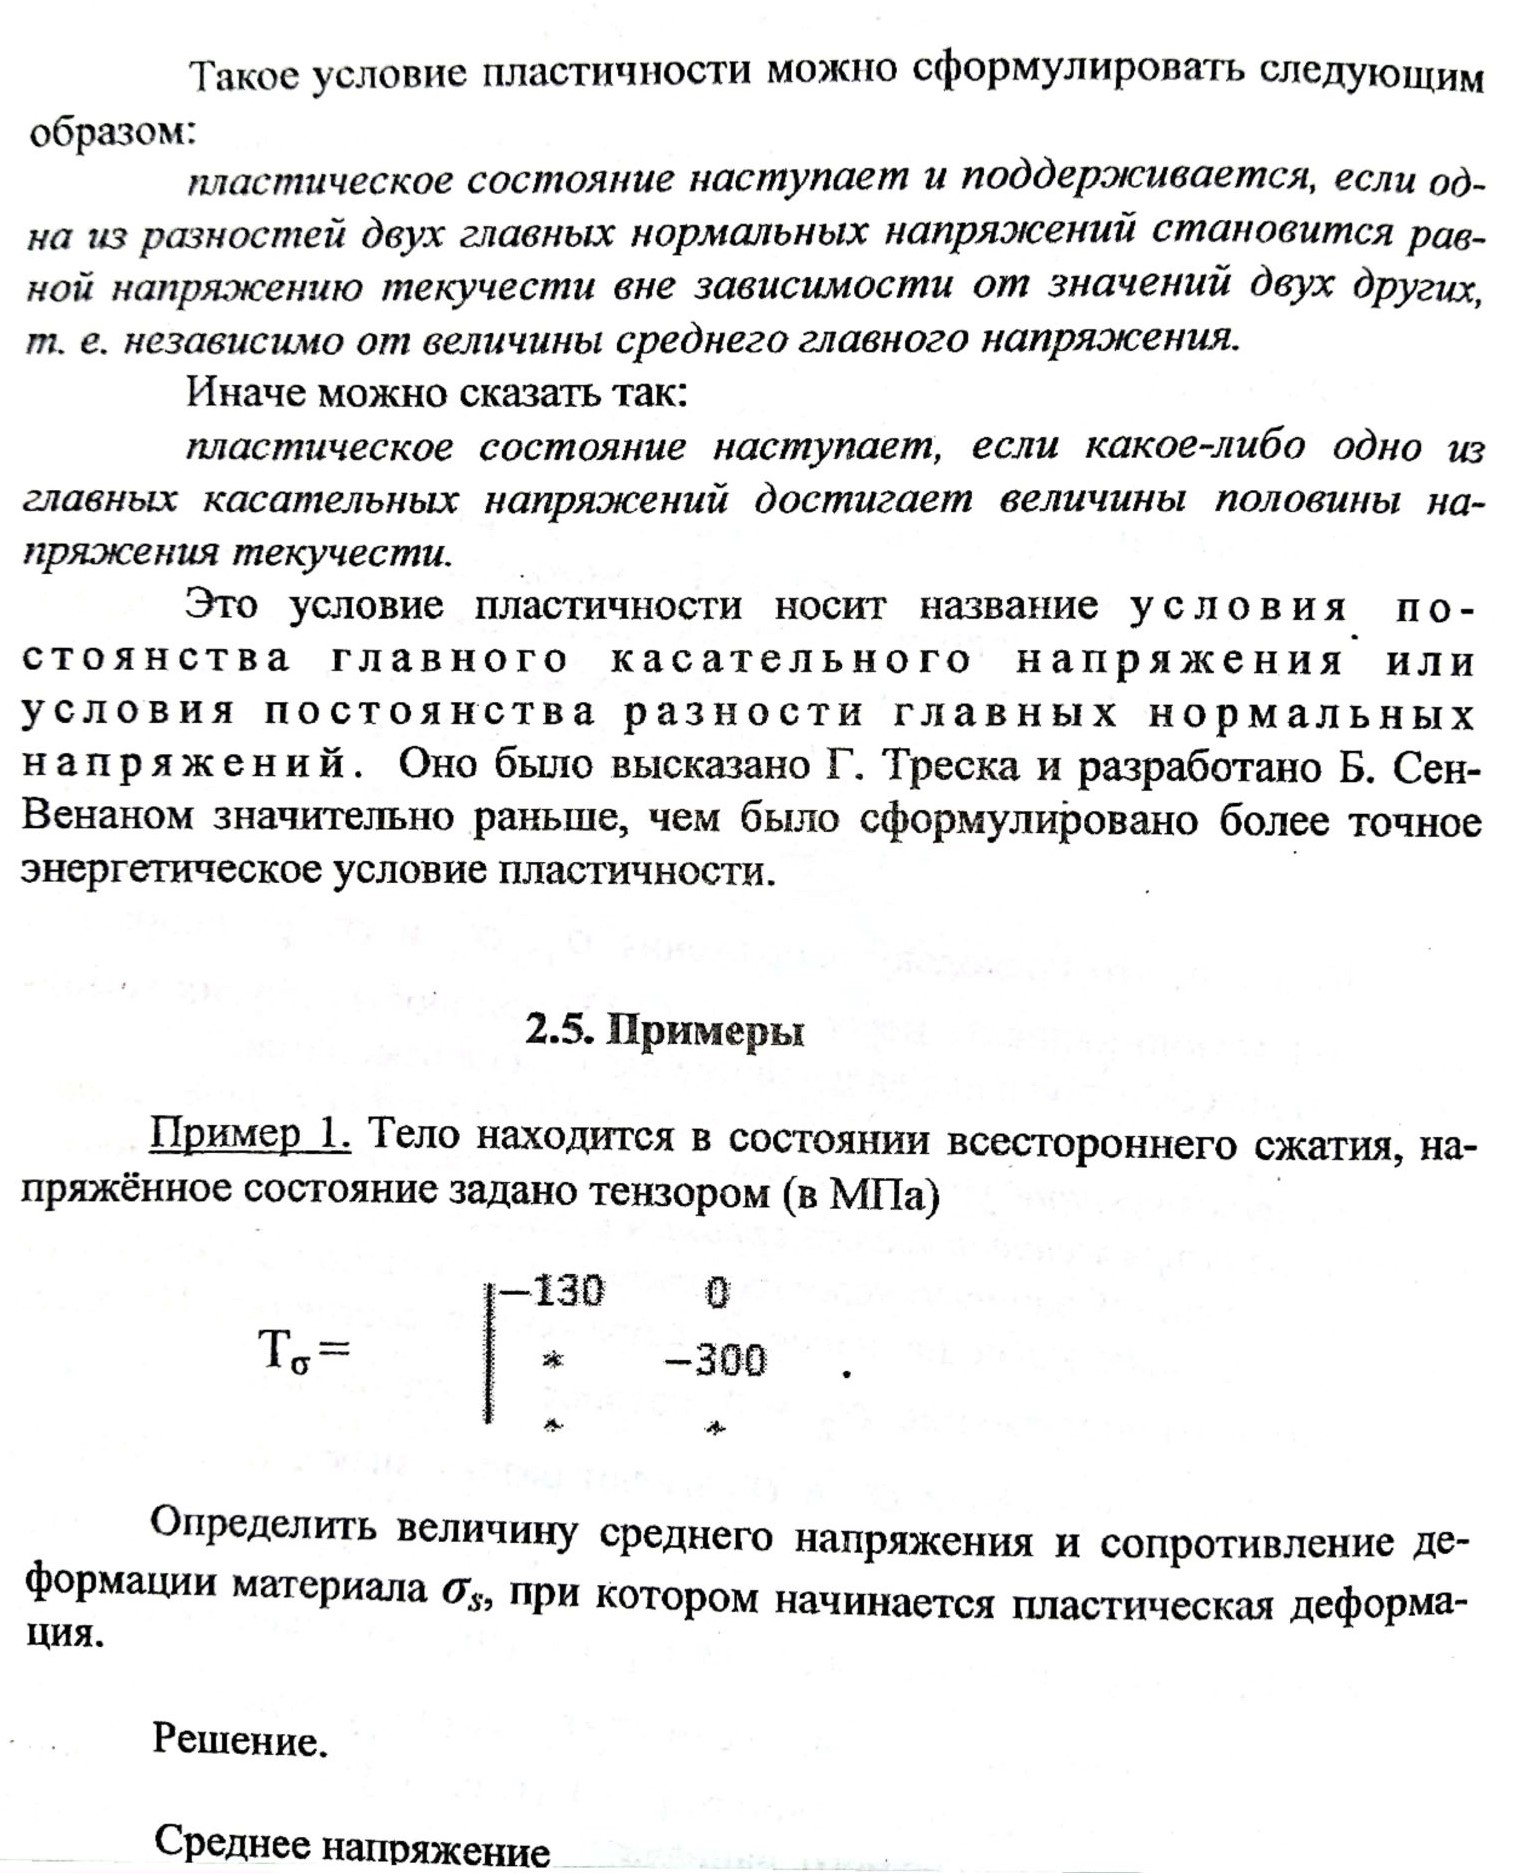 Такое условие пластичности можно сформулировать следующим
образом:
пластическое состояние наступает и поддерживается, если од-
на из разностей двух главных нормальных напряжений становится рав-
ной напряжению текучести вне зависимости от значений двух других,
т. е. независимо от величины среднего главного напряжения.
Иначе можно сказать так:
пластическое состояние наступает, если какое-либо одно из
главных касательных напряжений достигает величины половины на-
пряжения текучести.
Это условие пластичности носит название условия по-
стоянства главного касательного напряжения или
условия постоянства разности главных нормальных
напряжений. Оно было высказано Г. Треска и разработано Б. Сен-
Венаном значительно раньше, чем было сформулировано более точное
энергетическое условие пластичности.
2.5. Примеры
Пример 1. Тело находится в состоянии всестороннего сжатия, на-
пряжённое состояние задано тензором (в МПа)
–130 0
Tσ= * –300 .
* *
Определить величину среднего напряжения и сопротивление де-
формации материала σs, при котором начинается пластическая деформа-
ция.
Решение.
Среднее напряжение